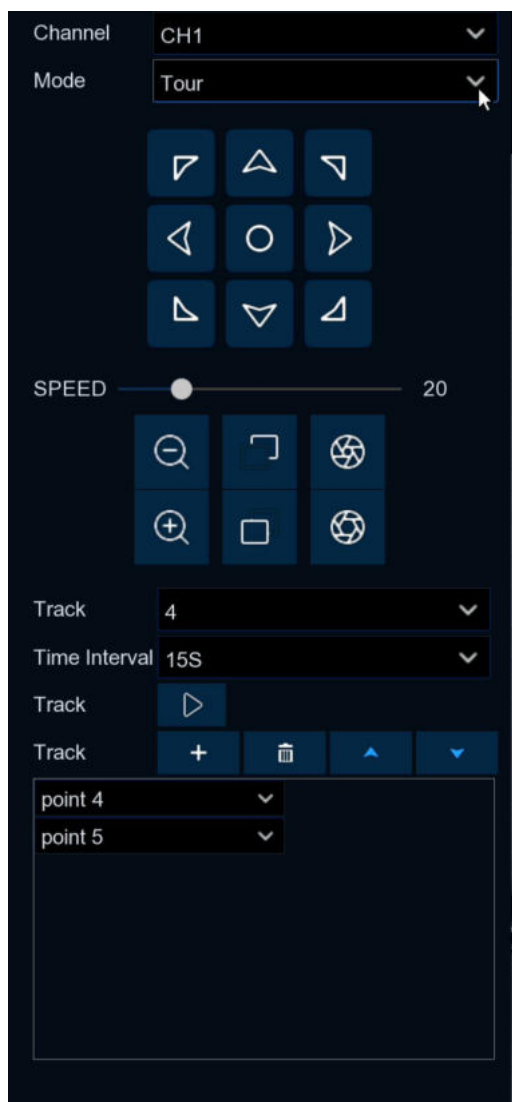 Channel CH1
Mode Tour
SPEED 20
Track 4
Time Interval 15S
Track
Track
point 4
point 5